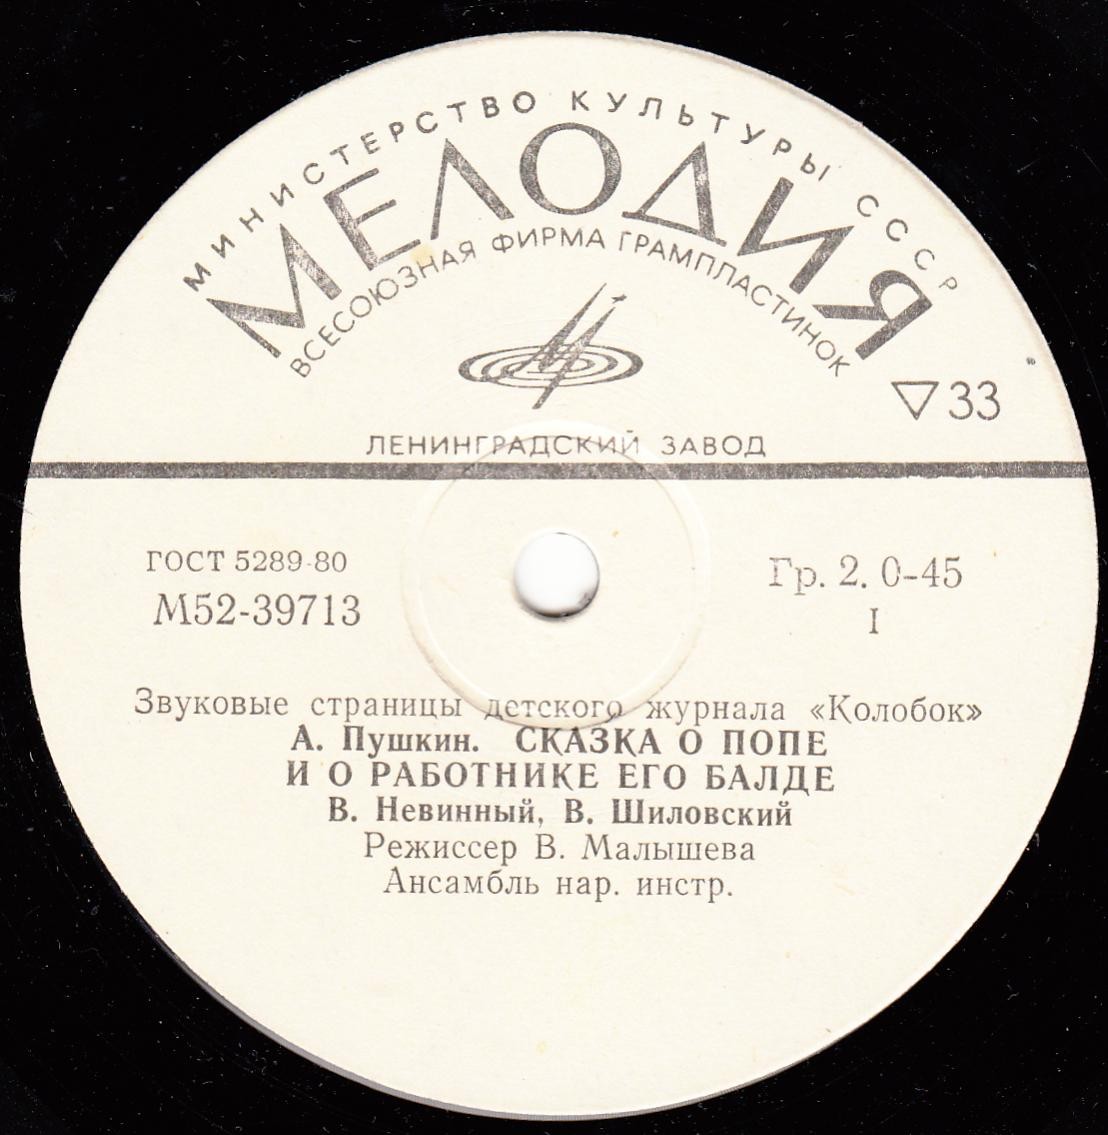 МИНИСТЕРСТВО КУЛЬТУРЫ СССР
МЕЛОДИЯ
ВСЕСОЮЗНАЯ ФИРМА ГРАМПЛАСТИНОК
▽33
ЛЕНИНГРАДСКИЙ ЗАВОД
ГОСТ 5289-80
М52-39713
Гр. 2. 0-45
I
Звуковые страницы детского журнала «Колобок»
А. Пушкин. СКАЗКА О ПОПЕ
И О РАБОТНИКЕ ЕГО БАЛДЕ
В. Невинный, В. Шиловский
Режиссер В. Малышева
Ансамбль нар. инстр.